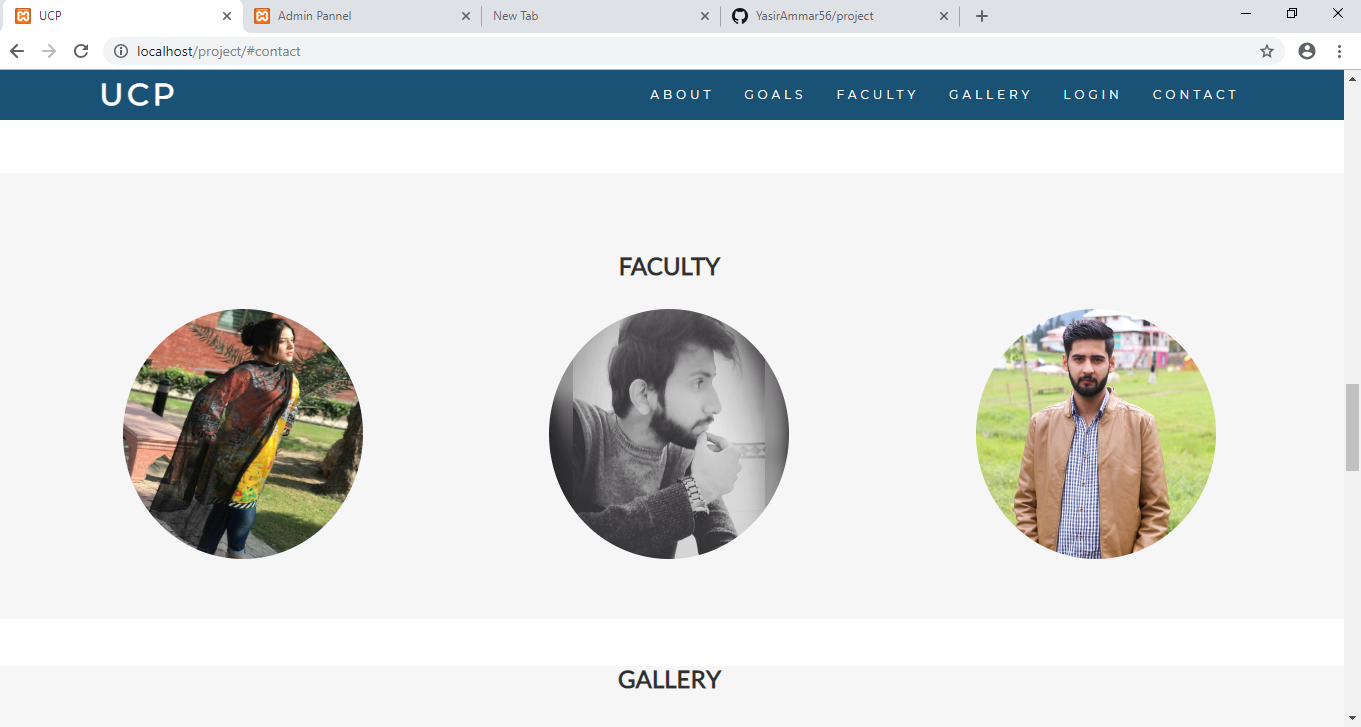 UCP
Admin Pannel
New Tab
YasirAmmar56/project
localhost/project/#contact
UCP
ABOUT
GOALS
FACULTY
GALLERY
LOGIN
CONTACT
FACULTY
GALLERY